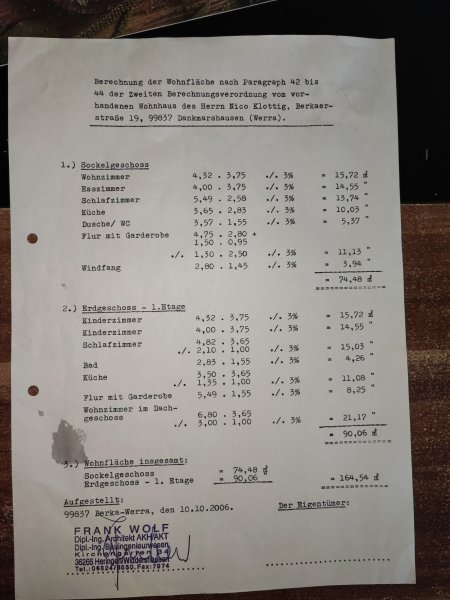 Berechnung der Wohnfläche nach Paragraph 42 bis
44 der Zweiten Berechnungsverordnung vom vor-
handenen Wohnhaus des Herrn Nico Klottig, Berkaer-
straße 19, 99837 Dankmarshausen (Werra).
1.) Sockelgeschoss
Wohnzimmer 4,32 . 3,75 ./. 3% = 15,72 ㎡
Esszimmer 4,00 . 3,75 ./. 3% = 14,55 "
Schlafzimmer 5,49 . 2,58 ./. 3% = 13,74 "
Küche 3,65 . 2,83 ./. 3% = 10,03 "
Dusche/ WC 3,57 . 1,55 ./. 3% = 5,37 "
Flur mit Garderobe 4,75 . 2,80 +
1,50 . 0,95
./. 1,30 . 2,50 ./. 3% = 11,13 "
Windfang 2,80 . 1,45 ./. 3% = 3,94 "
= 74,48 ㎡
2.) Erdgeschoss - 1.Etage
Kinderzimmer 4,32 . 3,75 ./. 3% = 15,72 ㎡
Kinderzimmer 4,00 . 3,75 ./. 3% = 14,55 "
Schlafzimmer 4,82 . 3,65
./. 2,10 . 1,00 ./. 3% = 15,03 "
Bad 2,83 . 1,55 ./. 3% = 4,26 "
Küche 3,50 . 3,65
./. 1,35 . 1,00 ./. 3% = 11,08 "
Flur mit Garderobe 5,49 . 1,55 ./. 3% = 8,25 "
Wohnzimmer im Dach-
geschoss 6,80 . 3,65
./. 3,00 . 1,00 ./. 3% = 21,17 "
= 90,06 ㎡
3.) Wohnfläche insgesamt:
Sockelgeschoss = 74,48 ㎡
Erdgeschoss - 1. Etage = 90,06 = 164,54 ㎡
Aufgestellt:
99837 Berka-Werra, den 10.10.2006. Der Eigentümer:
FRANK WOLF
Dipl.-Ing. Architekt AKH/AKT
Dipl.-Ing. Bauingenieurwesen
36266 Heringen/Widdershausen
Tel.: 06624/8550 Fax: 7974